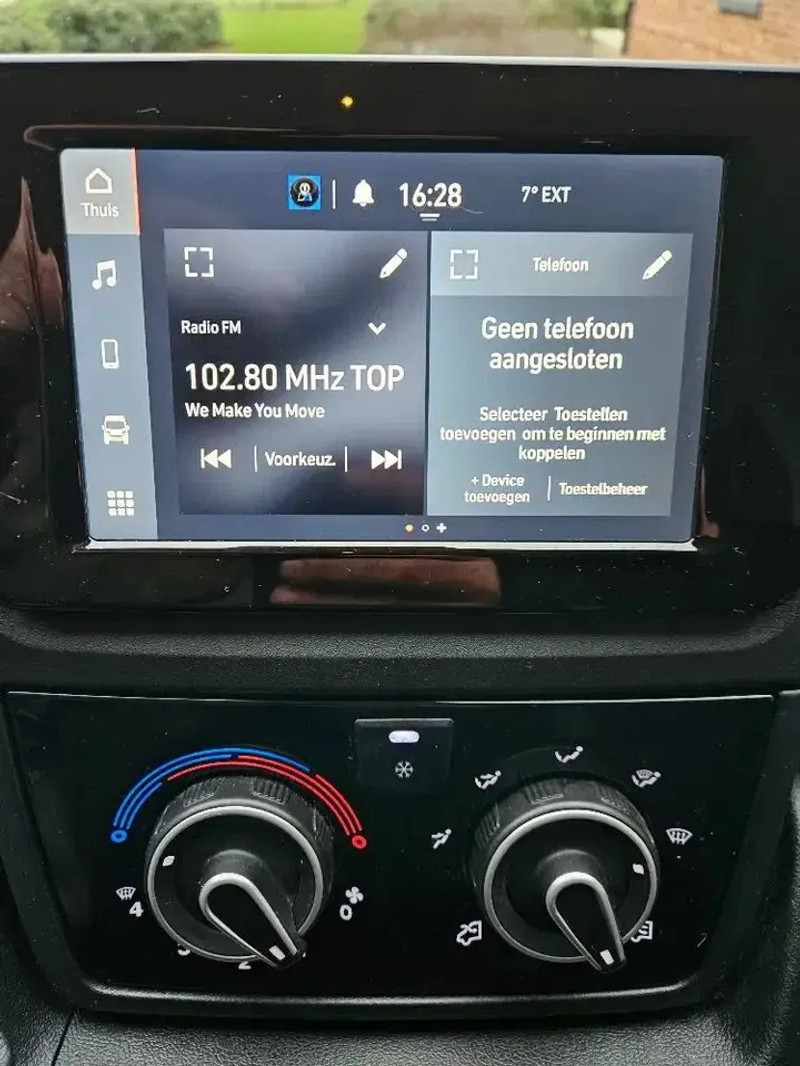 Thuis
16:28
7° EXT
Radio FM
102.80 MHz TOP
We Make You Move
Voorkeuz.
Telefoon
Geen telefoon
aangesloten
Selecteer Toestellen
toevoegen om te beginnen met
koppelen
+ Device
toevoegen
Toestelbeheer
4
0
2